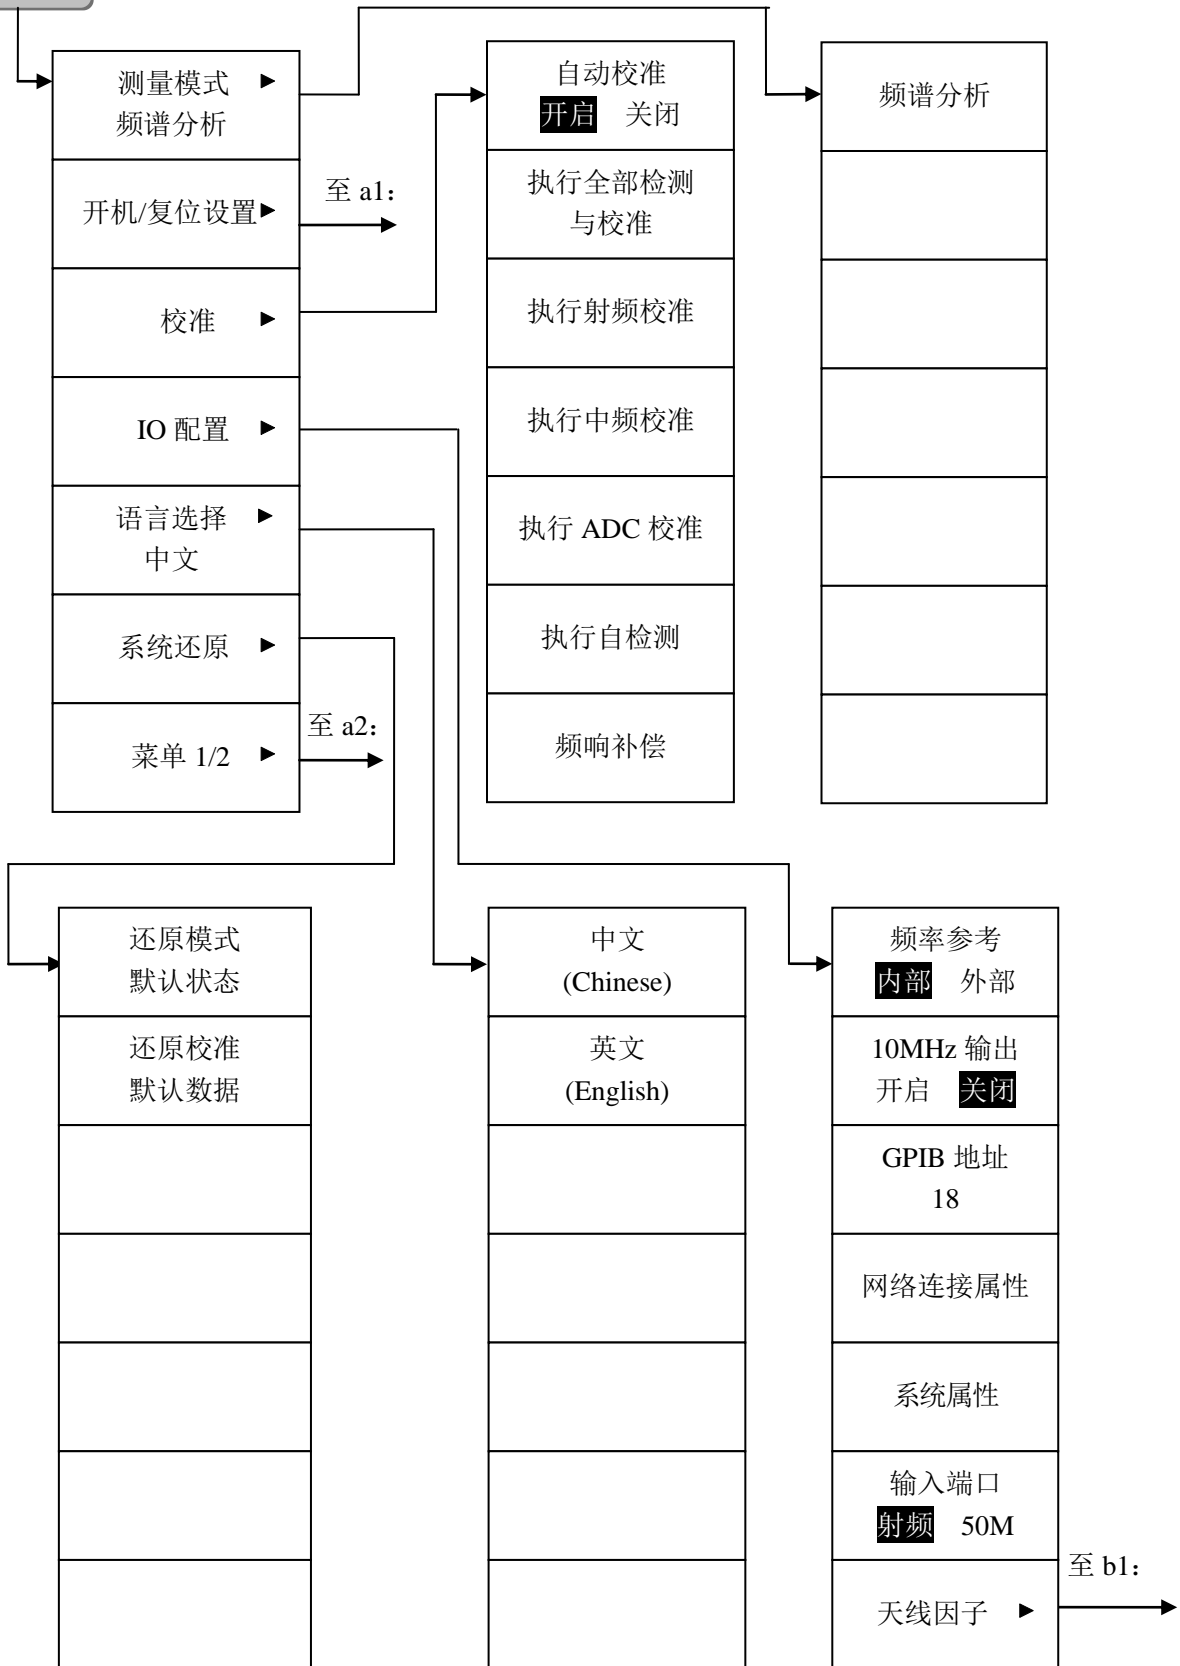 测量模式 ►
频谱分析
开机/复位设置►
至 a1：
校准 ►
IO 配置 ►
语言选择 ►
中文
系统还原 ►
菜单 1/2 ►
至 a2：
自动校准
开启 关闭
执行全部检测
与校准
执行射频校准
执行中频校准
执行 ADC 校准
执行自检测
频响补偿
频谱分析
还原模式
默认状态
还原校准
默认数据
中文
(Chinese)
英文
(English)
频率参考
内部 外部
10MHz 输出
开启 关闭
GPIB 地址
18
网络连接属性
系统属性
输入端口
射频 50M
天线因子 ►
至 b1：